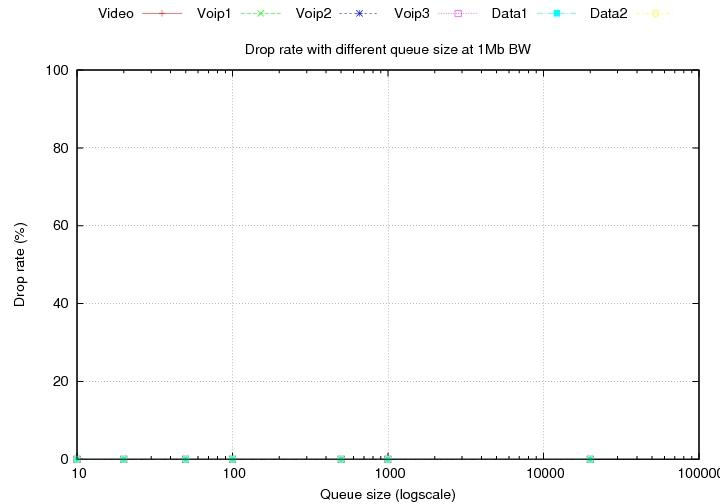 Video Voip1 Voip2 Voip3 Data1 Data2
Drop rate with different queue size at 1Mb BW
100
80
60
40
20
0
Drop rate (%)
10 100 1000 10000 100000
Queue size (logscale)